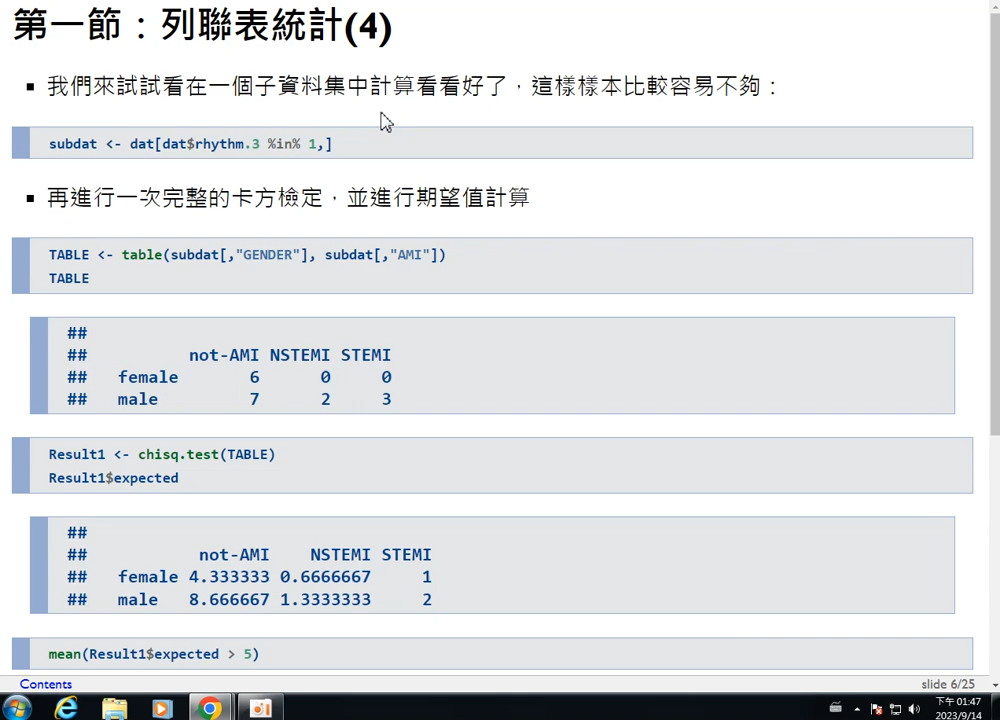 第一節：列聯表統計(4)
我們來試試看在一個子資料集中計算看看好了，這樣樣本比較容易不夠：
subdat <- dat[dat$rhythm.3 %in% 1,]
再進行一次完整的卡方檢定，並進行期望值計算
TABLE <- table(subdat[,"GENDER"], subdat[,"AMI"])
TABLE
##
## not-AMI NSTEMI STEMI
## female 6 0 0
## male 7 2 3
Result1 <- chisq.test(TABLE)
Result1$expected
##
## not-AMI NSTEMI STEMI
## female 4.333333 0.6666667 1
## male 8.666667 1.3333333 2
mean(Result1$expected > 5)
Contents
slide 6/25
下午 01:47
2023/9/14